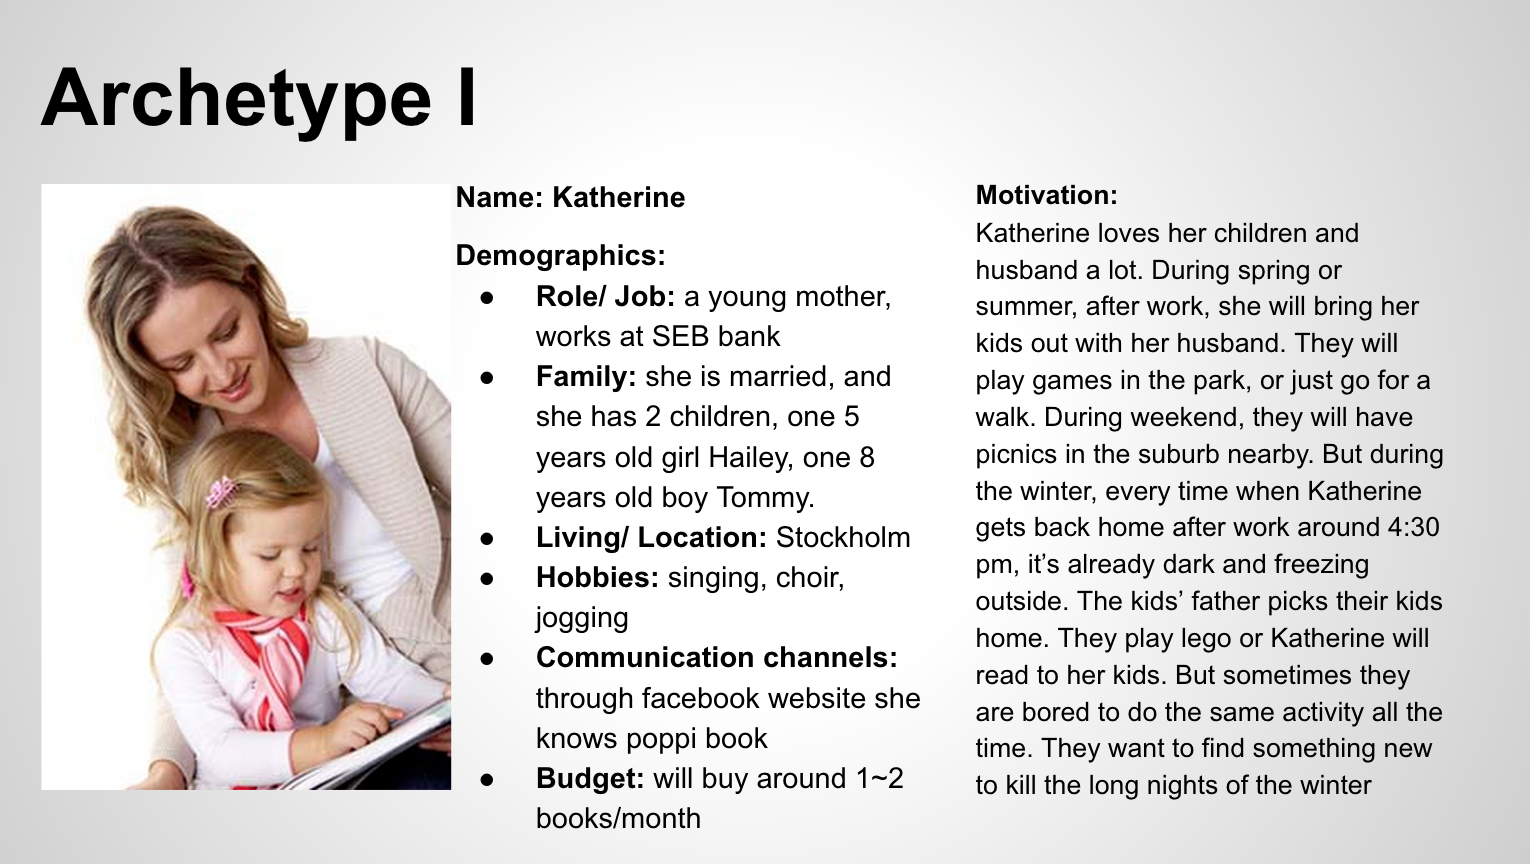 Archetype I
Name: Katherine
Demographics:
● Role/ Job: a young mother,
works at SEB bank
● Family: she is married, and
she has 2 children, one 5
years old girl Hailey, one 8
years old boy Tommy.
● Living/ Location: Stockholm
● Hobbies: singing, choir,
jogging
● Communication channels:
through facebook website she
knows poppi book
● Budget: will buy around 1~2
books/month
Motivation:
Katherine loves her children and
husband a lot. During spring or
summer, after work, she will bring her
kids out with her husband. They will
play games in the park, or just go for a
walk. During weekend, they will have
picnics in the suburb nearby. But during
the winter, every time when Katherine
gets back home after work around 4:30
pm, it’s already dark and freezing
outside. The kids’ father picks their kids
home. They play lego or Katherine will
read to her kids. But sometimes they
are bored to do the same activity all the
time. They want to find something new
to kill the long nights of the winter